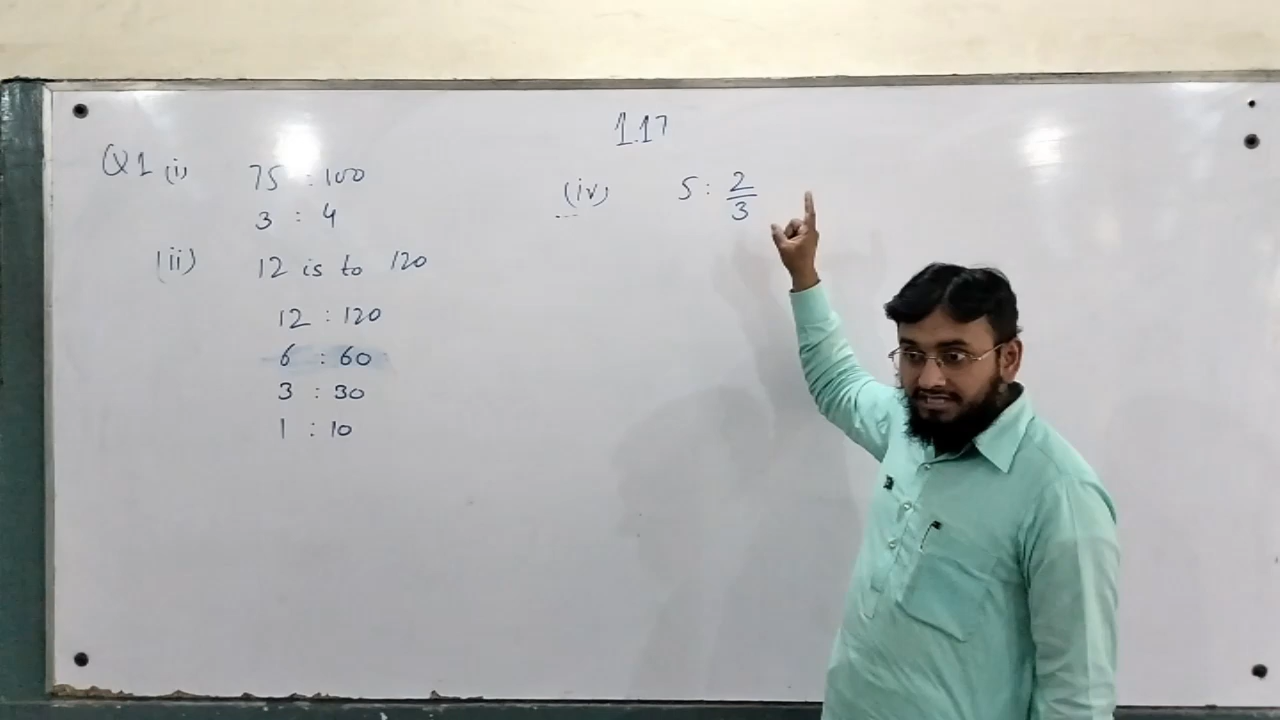 1.17
Q1 (i) 75 : 100
3 : 4
(ii) 12 is to 120
12 : 120
6 : 60
3 : 30
1 : 10
(iv) 5 : 2/3